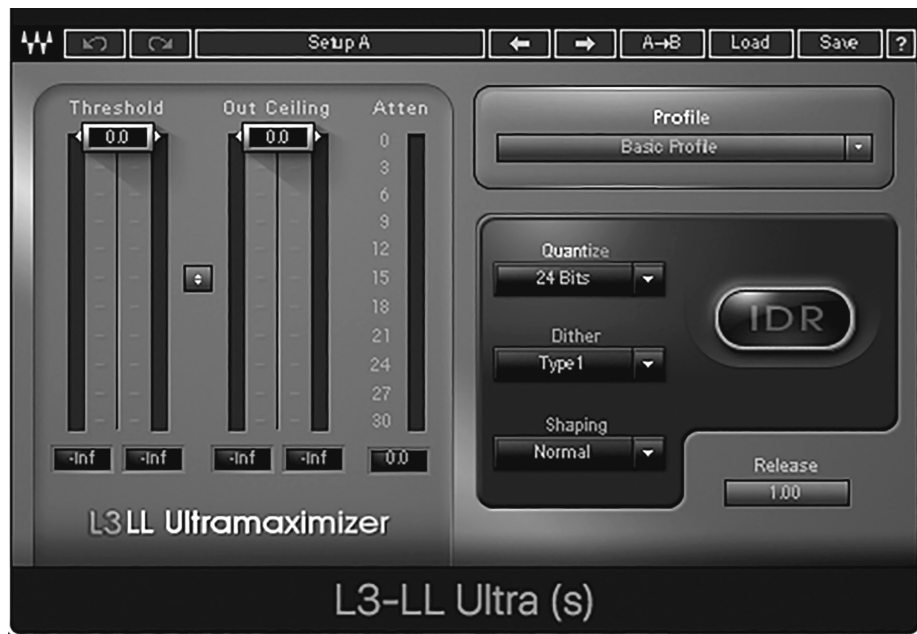 Setup A
A→B
Load
Save
?
Threshold
Out Ceiling
Atten
0.0
0.0
0
3
6
9
12
15
18
21
24
27
30
-Inf
-Inf
-Inf
-Inf
0.0
L3LL Ultramaximizer
Profile
Basic Profile
Quantize
24 Bits
Dither
Type1
Shaping
Normal
IDR
Release
1.00
L3-LL Ultra (s)